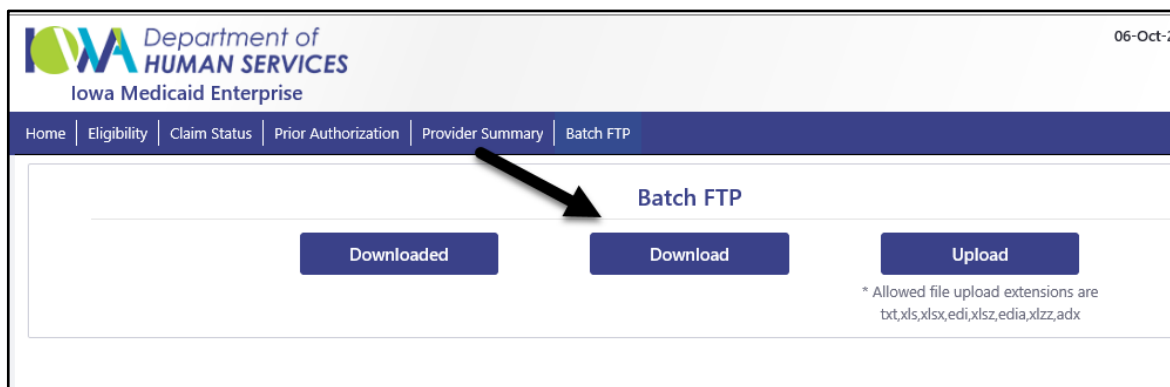 IOWA Department of
HUMAN SERVICES
Iowa Medicaid Enterprise
06-Oct-2
Home Eligibility Claim Status Prior Authorization Provider Summary Batch FTP
Batch FTP
Downloaded Download Upload
* Allowed file upload extensions are
txt,xls,xlsx,edi,xlsz,edia,xlzz,adx